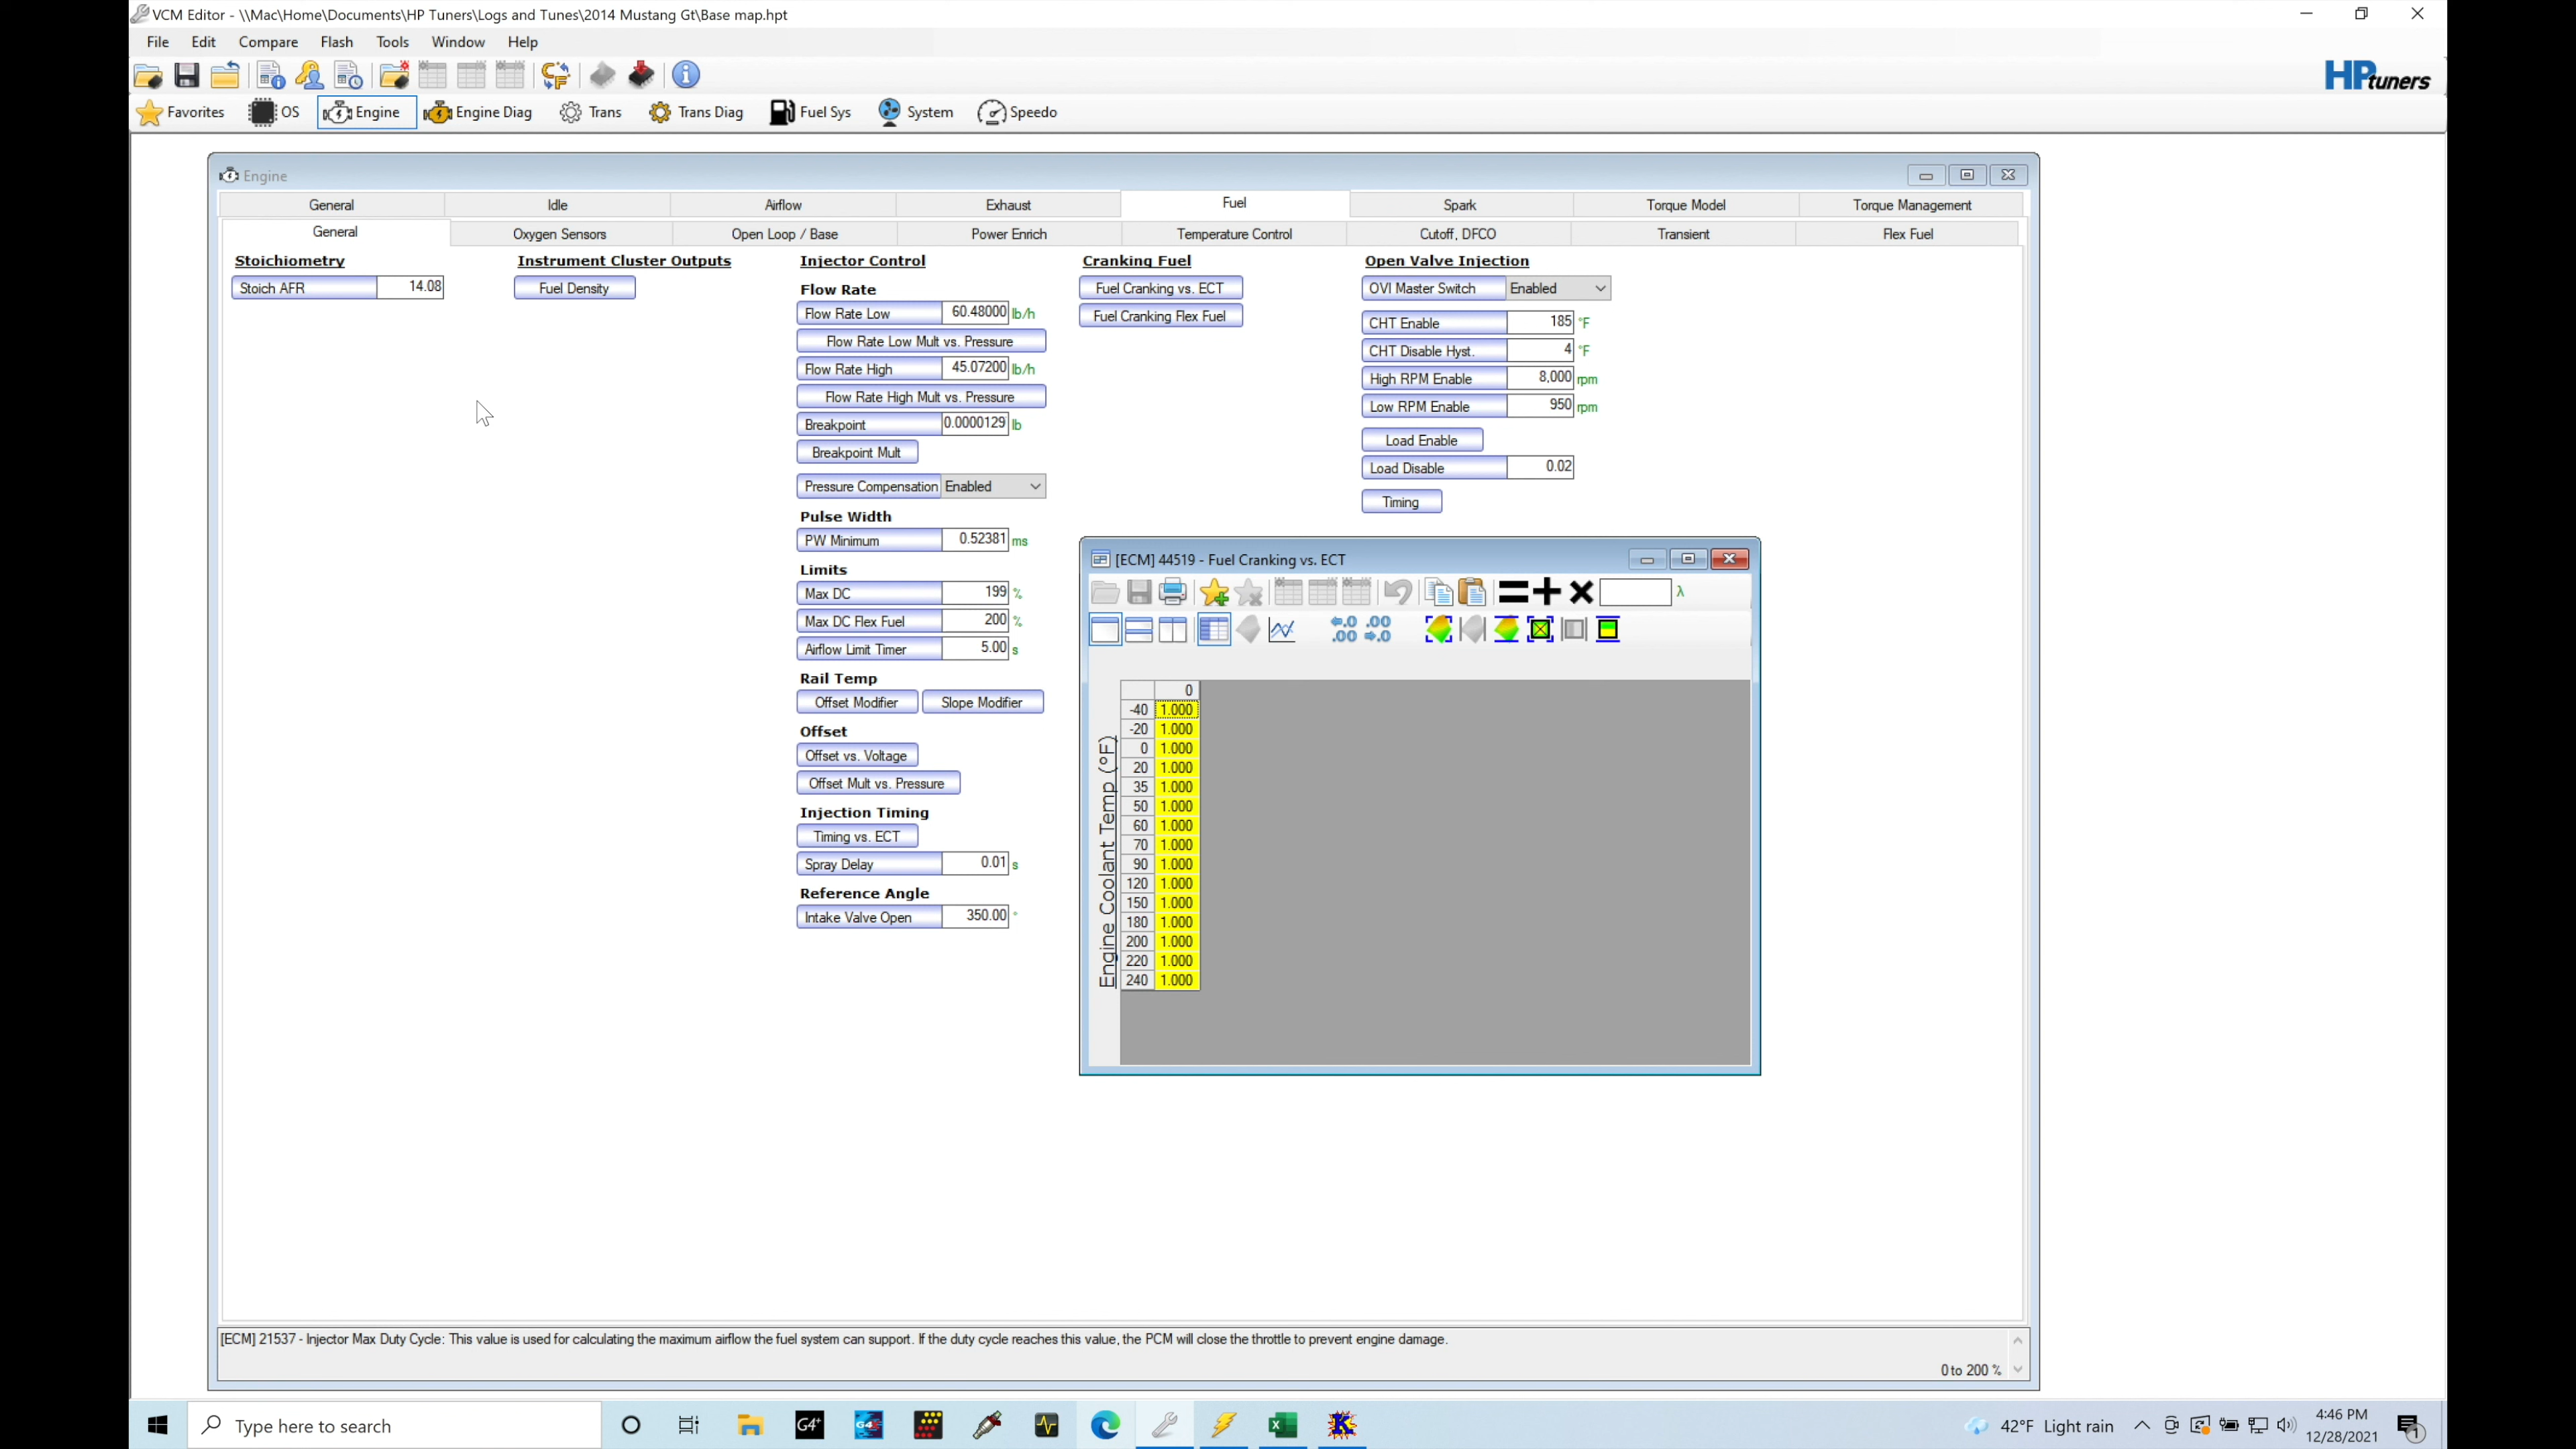 VCM Editor - \\Mac\Home\Documents\HP Tuners\Logs and Tunes\2014 Mustang Gt\Base map.hpt
File Edit Compare Flash Tools Window Help
HPtuners
Favorites OS Engine Engine Diag Trans Trans Diag Fuel Sys System Speedo
Engine
General Idle Airflow Exhaust Fuel Spark Torque Model Torque Management
General Oxygen Sensors Open Loop / Base Power Enrich Temperature Control Cutoff, DFCO Transient Flex Fuel
Stoichiometry
Stoich AFR 14.08
Instrument Cluster Outputs
Fuel Density
Injector Control
Flow Rate
Flow Rate Low 60.48000 lb/h
Flow Rate Low Mult vs. Pressure
Flow Rate High 45.07200 lb/h
Flow Rate High Mult vs. Pressure
Breakpoint 0.0000129 lb
Breakpoint Mult
Pressure Compensation Enabled
Pulse Width
PW Minimum 0.52381 ms
Limits
Max DC 199 %
Max DC Flex Fuel 200 %
Airflow Limit Timer 5.00 s
Rail Temp
Offset Modifier Slope Modifier
Offset
Offset vs. Voltage
Offset Mult vs. Pressure
Injection Timing
Timing vs. ECT
Spray Delay 0.01 s
Reference Angle
Intake Valve Open 350.00 °
Cranking Fuel
Fuel Cranking vs. ECT
Fuel Cranking Flex Fuel
Open Valve Injection
OVI Master Switch Enabled
CHT Enable 185 °F
CHT Disable Hyst. 4 °F
High RPM Enable 8,000 rpm
Low RPM Enable 950 rpm
Load Enable
Load Disable 0.02
Timing
[ECM] 44519 - Fuel Cranking vs. ECT
λ
←.0 .00
.00 →.0
Engine Coolant Temp (°F)
0
-40 1.000
-20 1.000
0 1.000
20 1.000
35 1.000
50 1.000
60 1.000
70 1.000
90 1.000
120 1.000
150 1.000
180 1.000
200 1.000
220 1.000
240 1.000
[ECM] 21537 - Injector Max Duty Cycle: This value is used for calculating the maximum airflow the fuel system can support. If the duty cycle reaches this value, the PCM will close the throttle to prevent engine damage.
0 to 200 %
Type here to search
G4+
G4
42°F Light rain
4:46 PM
12/28/2021
1